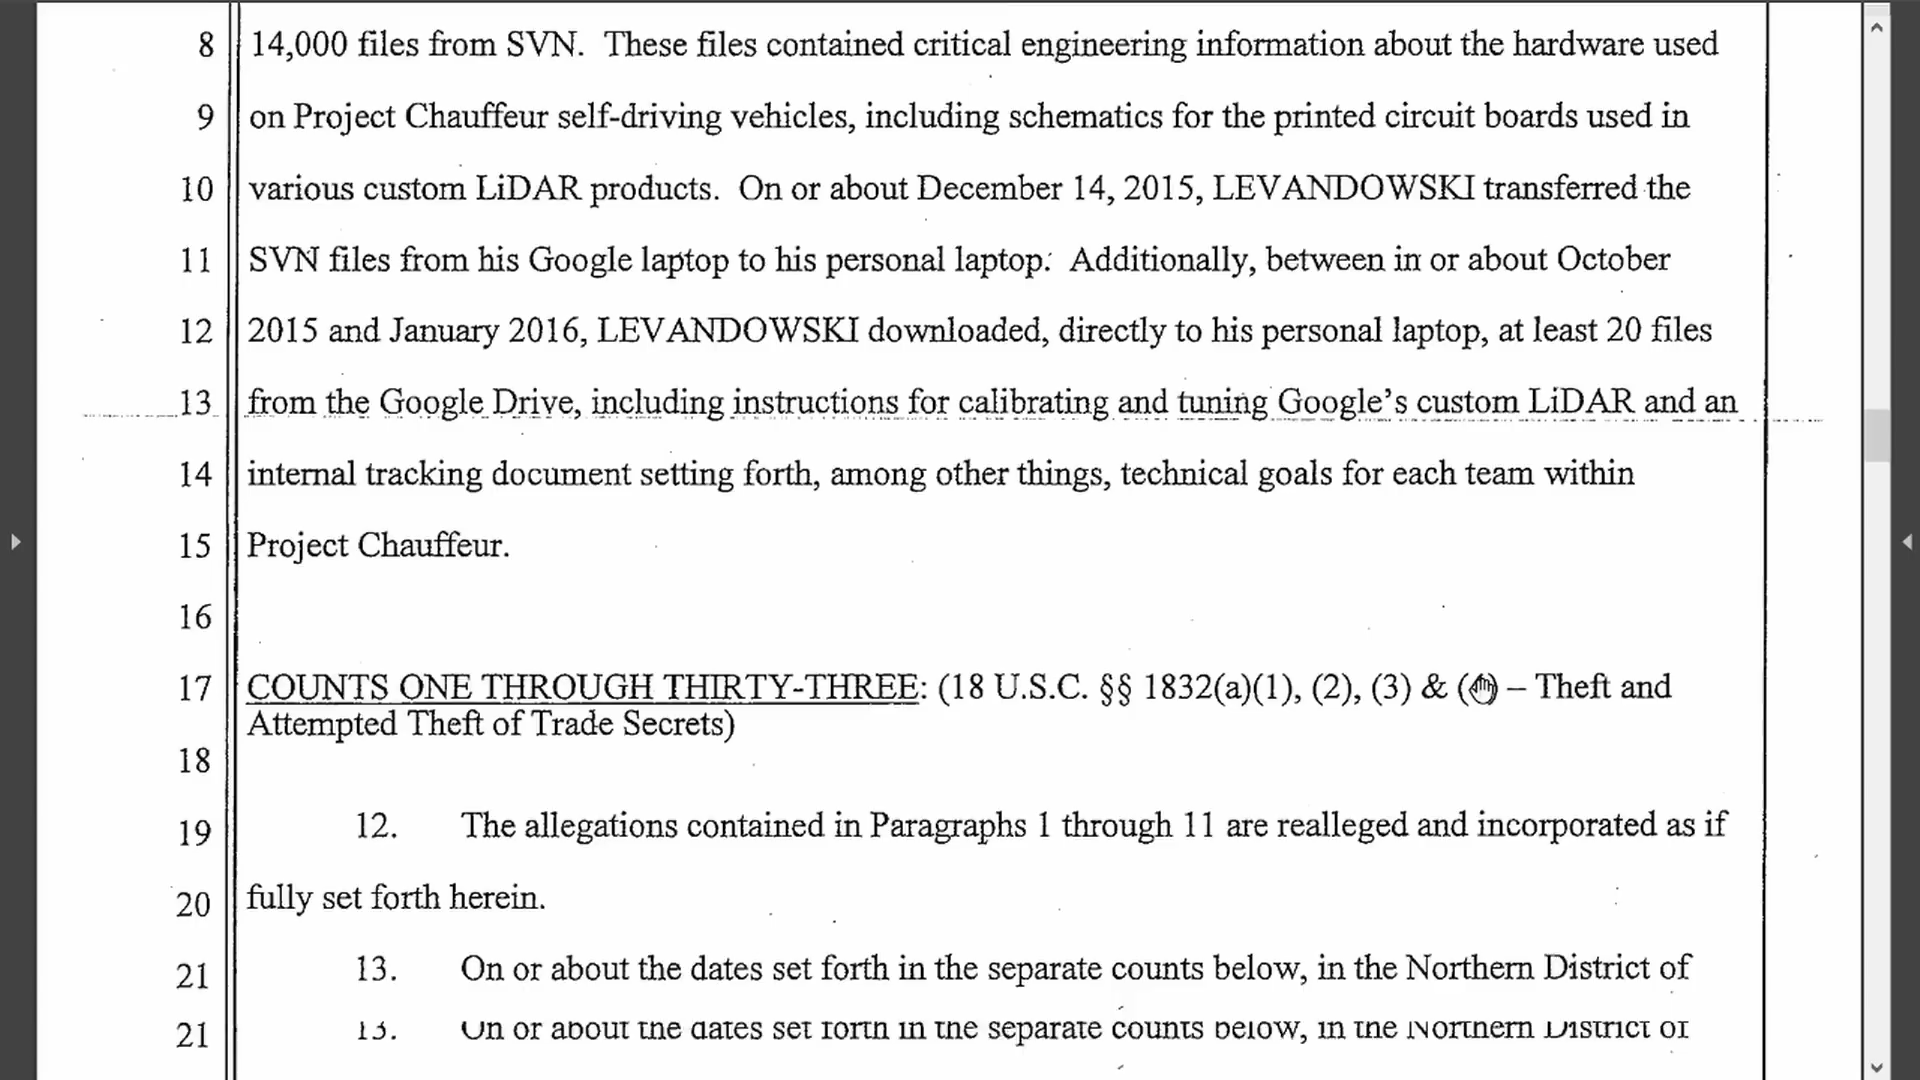 8 14,000 files from SVN. These files contained critical engineering information about the hardware used
9 on Project Chauffeur self-driving vehicles, including schematics for the printed circuit boards used in
10 various custom LiDAR products. On or about December 14, 2015, LEVANDOWSKI transferred the
11 SVN files from his Google laptop to his personal laptop. Additionally, between in or about October
12 2015 and January 2016, LEVANDOWSKI downloaded, directly to his personal laptop, at least 20 files
13 from the Google Drive, including instructions for calibrating and tuning Google's custom LiDAR and an
14 internal tracking document setting forth, among other things, technical goals for each team within
15 Project Chauffeur.
16
17 COUNTS ONE THROUGH THIRTY-THREE: (18 U.S.C. §§ 1832(a)(1), (2), (3) & ( ) – Theft and
Attempted Theft of Trade Secrets)
18
19 12. The allegations contained in Paragraphs 1 through 11 are realleged and incorporated as if
20 fully set forth herein.
21 13. On or about the dates set forth in the separate counts below, in the Northern District of
21 13. On or about the dates set forth in the separate counts below, in the Northern District of